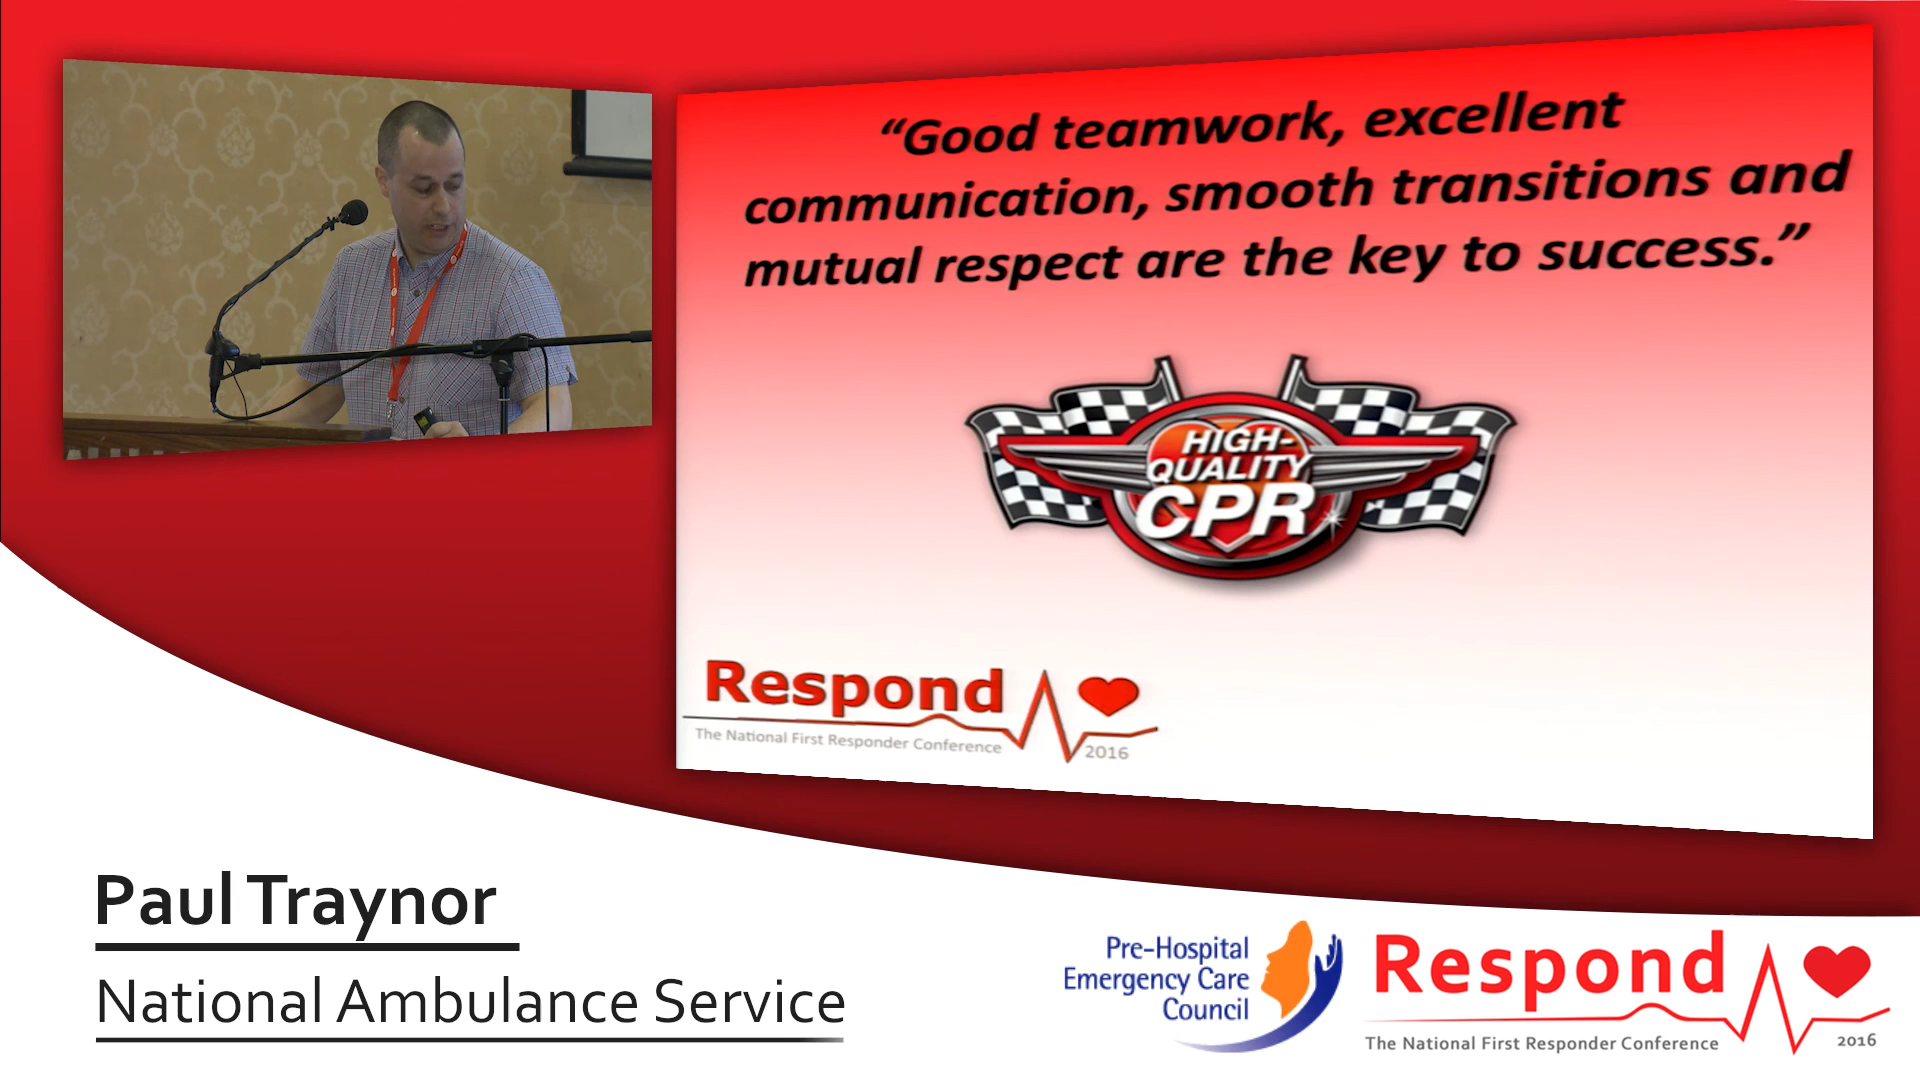 “Good teamwork, excellent
communication, smooth transitions and
mutual respect are the key to success.”
HIGH-
QUALITY
CPR
Respond
The National First Responder Conference
2016
Paul Traynor
National Ambulance Service
Pre-Hospital
Emergency Care
Council
Respond
The National First Responder Conference
2016